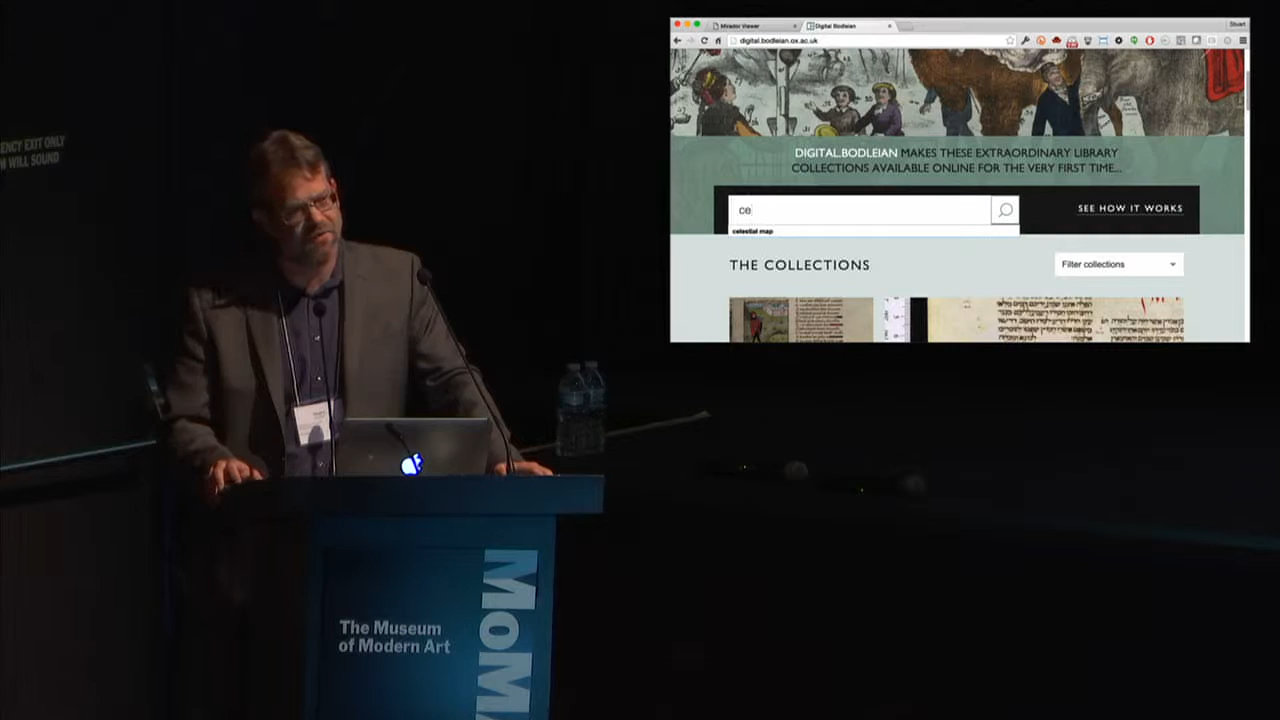 ENCY EXIT ONLY
M WILL SOUND
Mirador Viewer
Digital Bodleian
Stuart
digital.bodleian.ox.ac.uk
DIGITAL.BODLEIAN MAKES THESE EXTRAORDINARY LIBRARY
COLLECTIONS AVAILABLE ONLINE FOR THE VERY FIRST TIME...
ce
celestial map
SEE HOW IT WORKS
THE COLLECTIONS
Filter collections
The Museum
of Modern Art
MoM